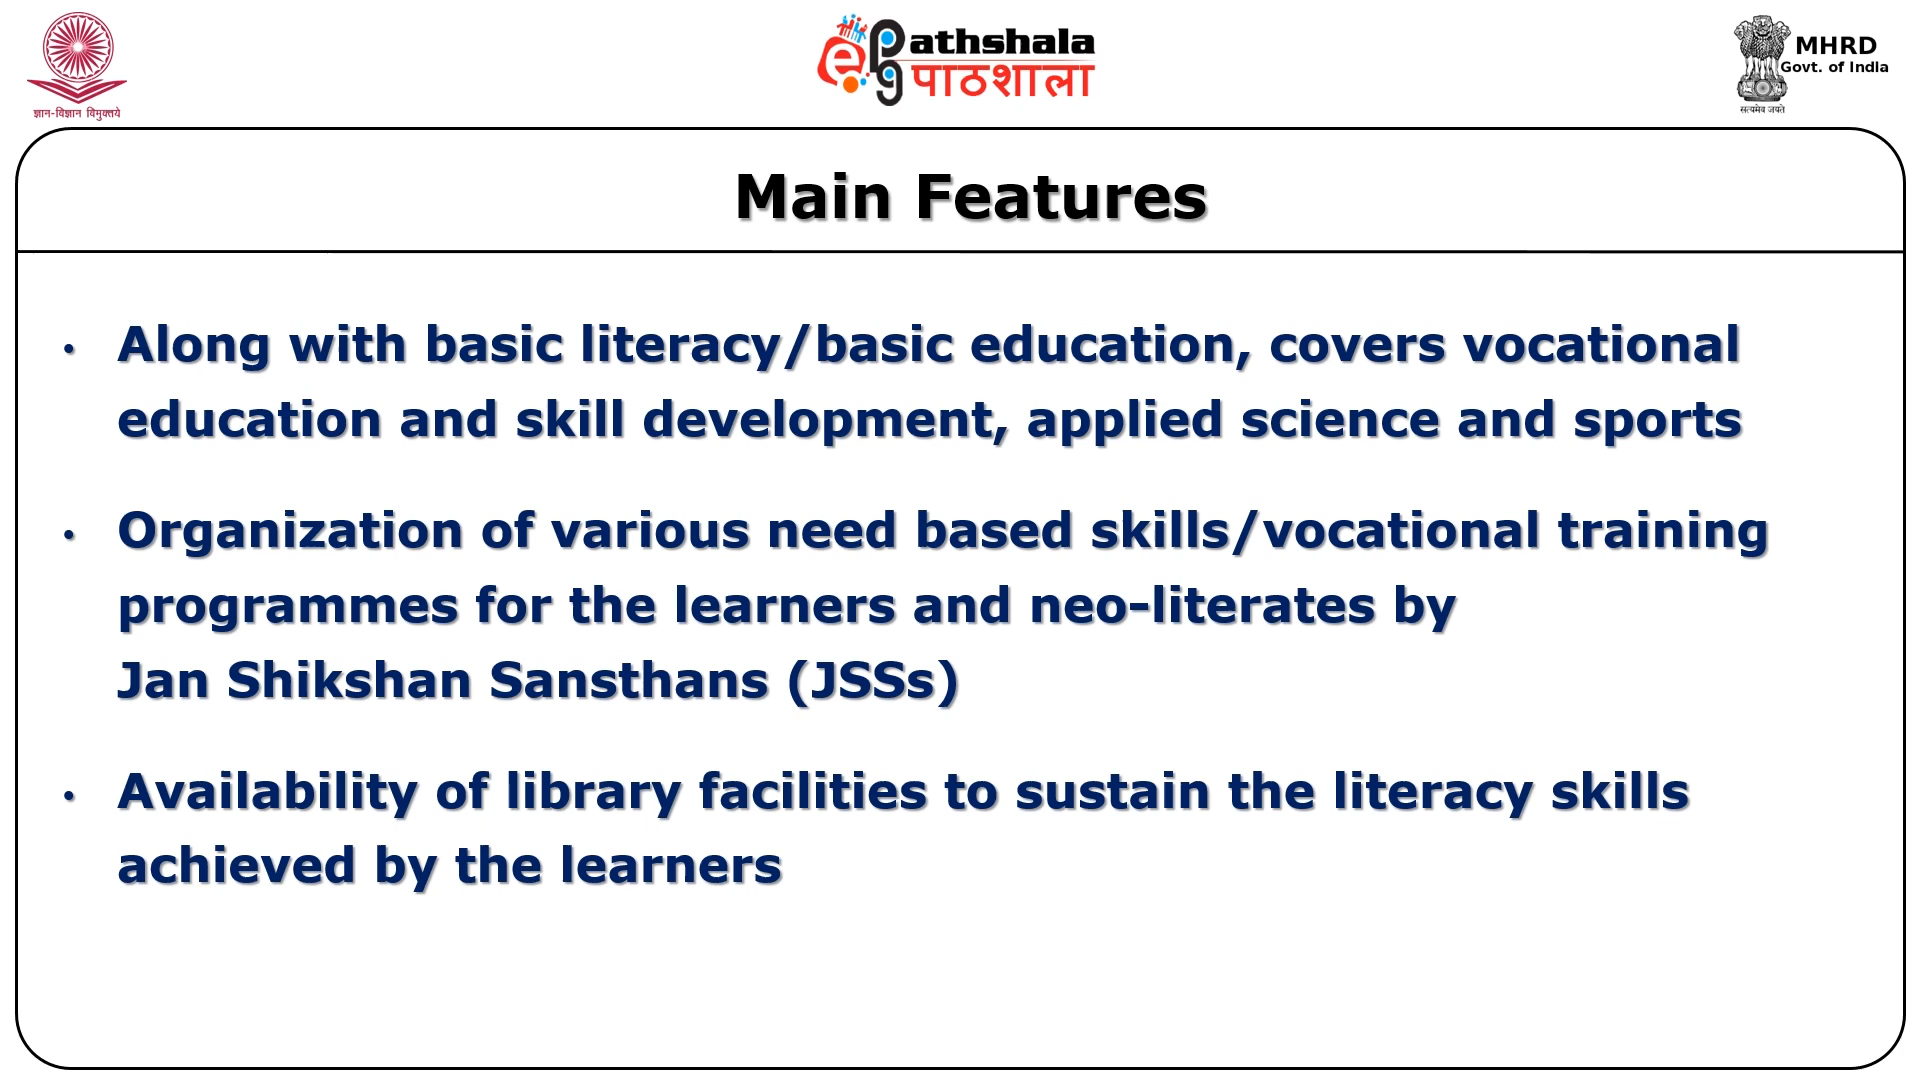 ज्ञान-विज्ञान विमुक्तये
e PG Pathshala
पाठशाला
MHRD
Govt. of India
सत्यमेव जयते
Main Features
• Along with basic literacy/basic education, covers vocational
education and skill development, applied science and sports
• Organization of various need based skills/vocational training
programmes for the learners and neo-literates by
Jan Shikshan Sansthans (JSSs)
• Availability of library facilities to sustain the literacy skills
achieved by the learners